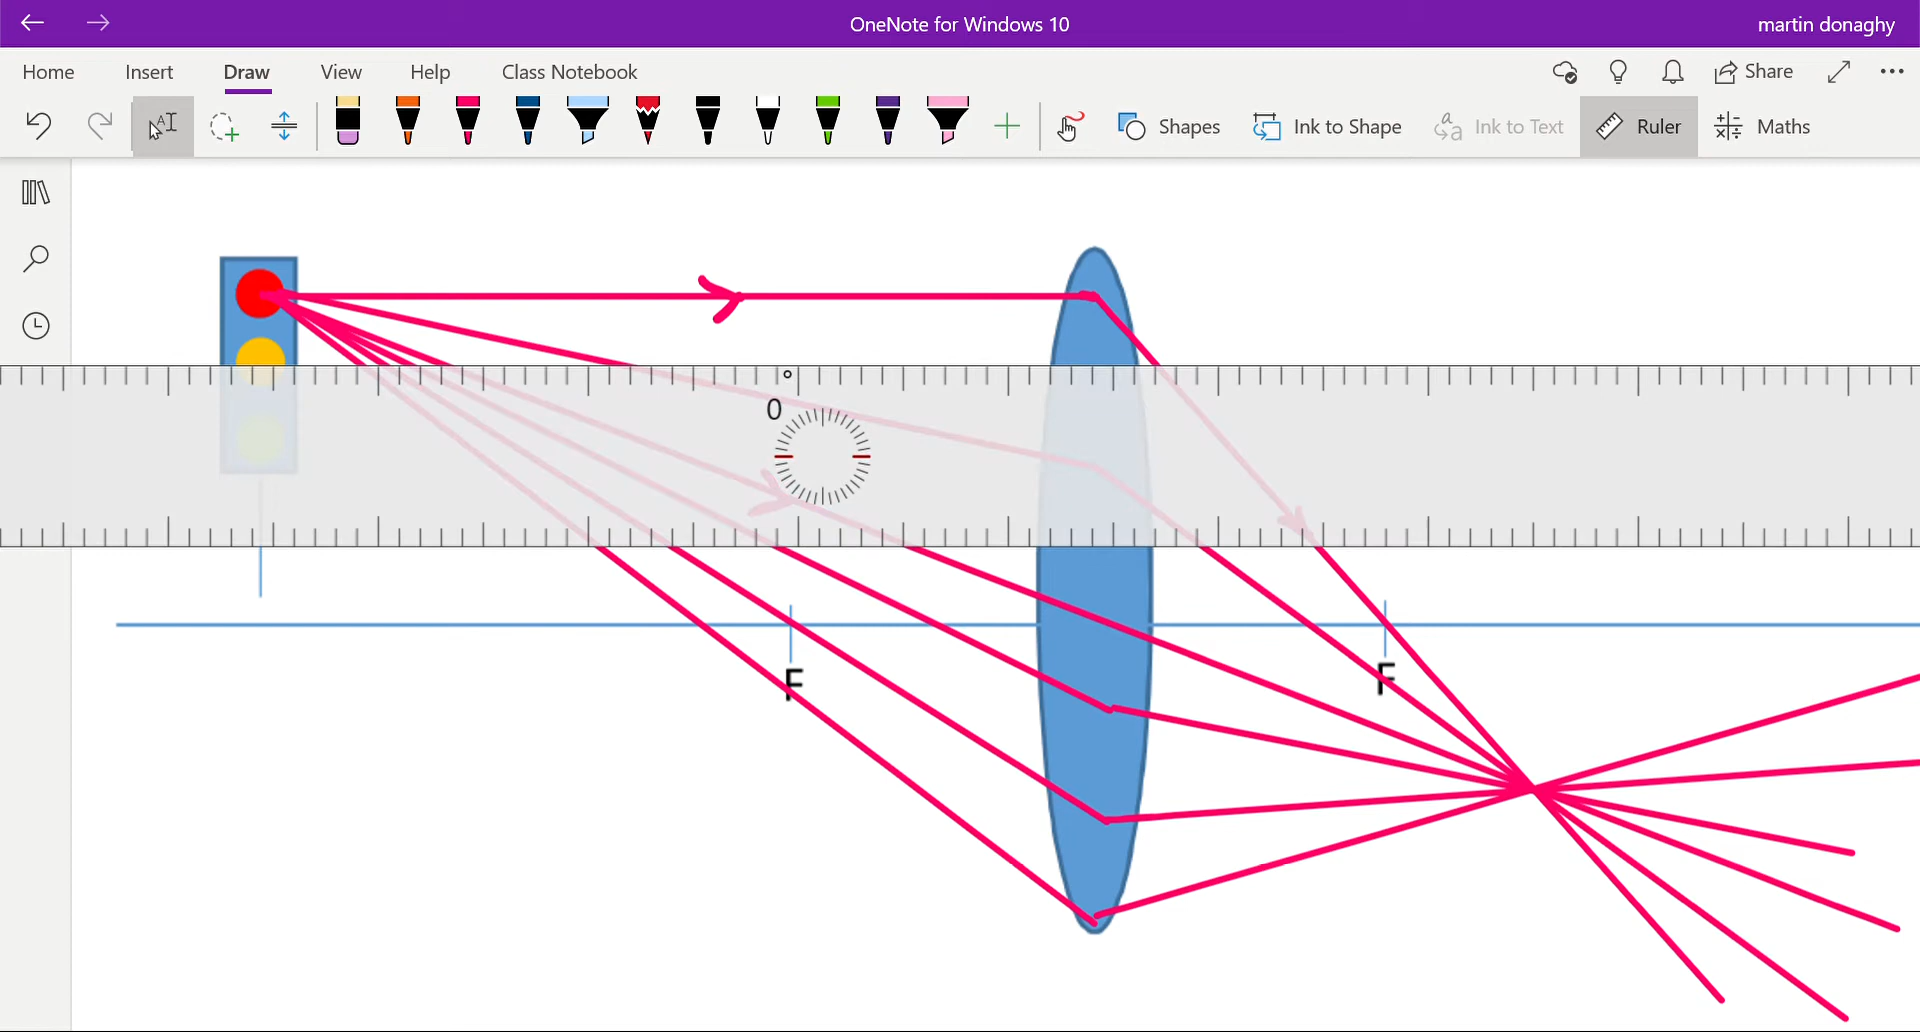 OneNote for Windows 10
martin donaghy
Home Insert Draw View Help Class Notebook
Share
Shapes Ink to Shape Ink to Text Ruler Maths
0°
F F